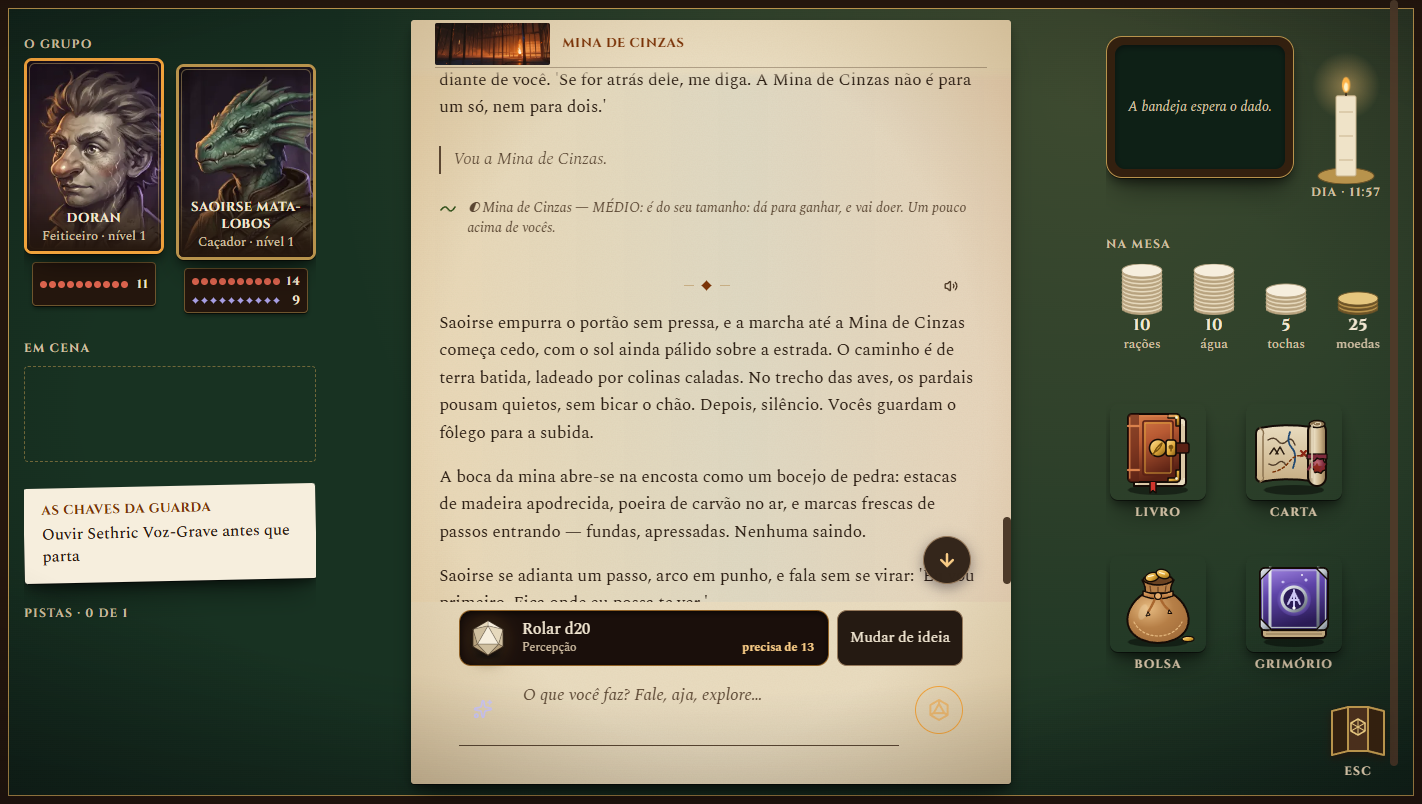 O GRUPO
DORAN
Feiticeiro · nível 1
11
SAOIRSE MATA-
LOBOS
Caçador · nível 1
14
9
EM CENA
AS CHAVES DA GUARDA
Ouvir Sethric Voz-Grave antes que
parta
PISTAS · 0 DE 1
MINA DE CINZAS
diante de você. 'Se for atrás dele, me diga. A Mina de Cinzas não é para
um só, nem para dois.'
Vou a Mina de Cinzas.
Mina de Cinzas — MÉDIO: é do seu tamanho: dá para ganhar, e vai doer. Um pouco
acima de vocês.
Saoirse empurra o portão sem pressa, e a marcha até a Mina de Cinzas
começa cedo, com o sol ainda pálido sobre a estrada. O caminho é de
terra batida, ladeado por colinas caladas. No trecho das aves, os pardais
pousam quietos, sem bicar o chão. Depois, silêncio. Vocês guardam o
fôlego para a subida.
A boca da mina abre-se na encosta como um bocejo de pedra: estacas
de madeira apodrecida, poeira de carvão no ar, e marcas frescas de
passos entrando — fundas, apressadas. Nenhuma saindo.
Saoirse se adianta um passo, arco em punho, e fala sem se virar:
Rolar d20
Percepção
precisa de 13
Mudar de ideia
O que você faz? Fale, aja, explore...
A bandeja espera o dado.
DIA · 11:57
NA MESA
10
rações
10
água
5
tochas
25
moedas
LIVRO
CARTA
BOLSA
GRIMÓRIO
ESC